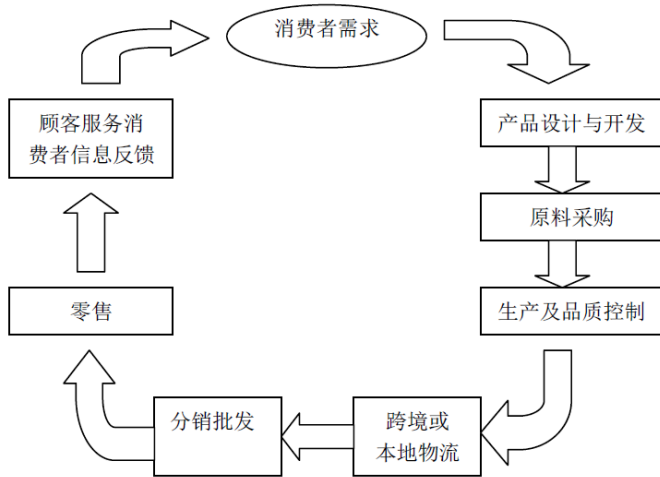 消费者需求
产品设计与开发
原料采购
生产及品质控制
跨境或
本地物流
分销批发
零售
顾客服务消
费者信息反馈